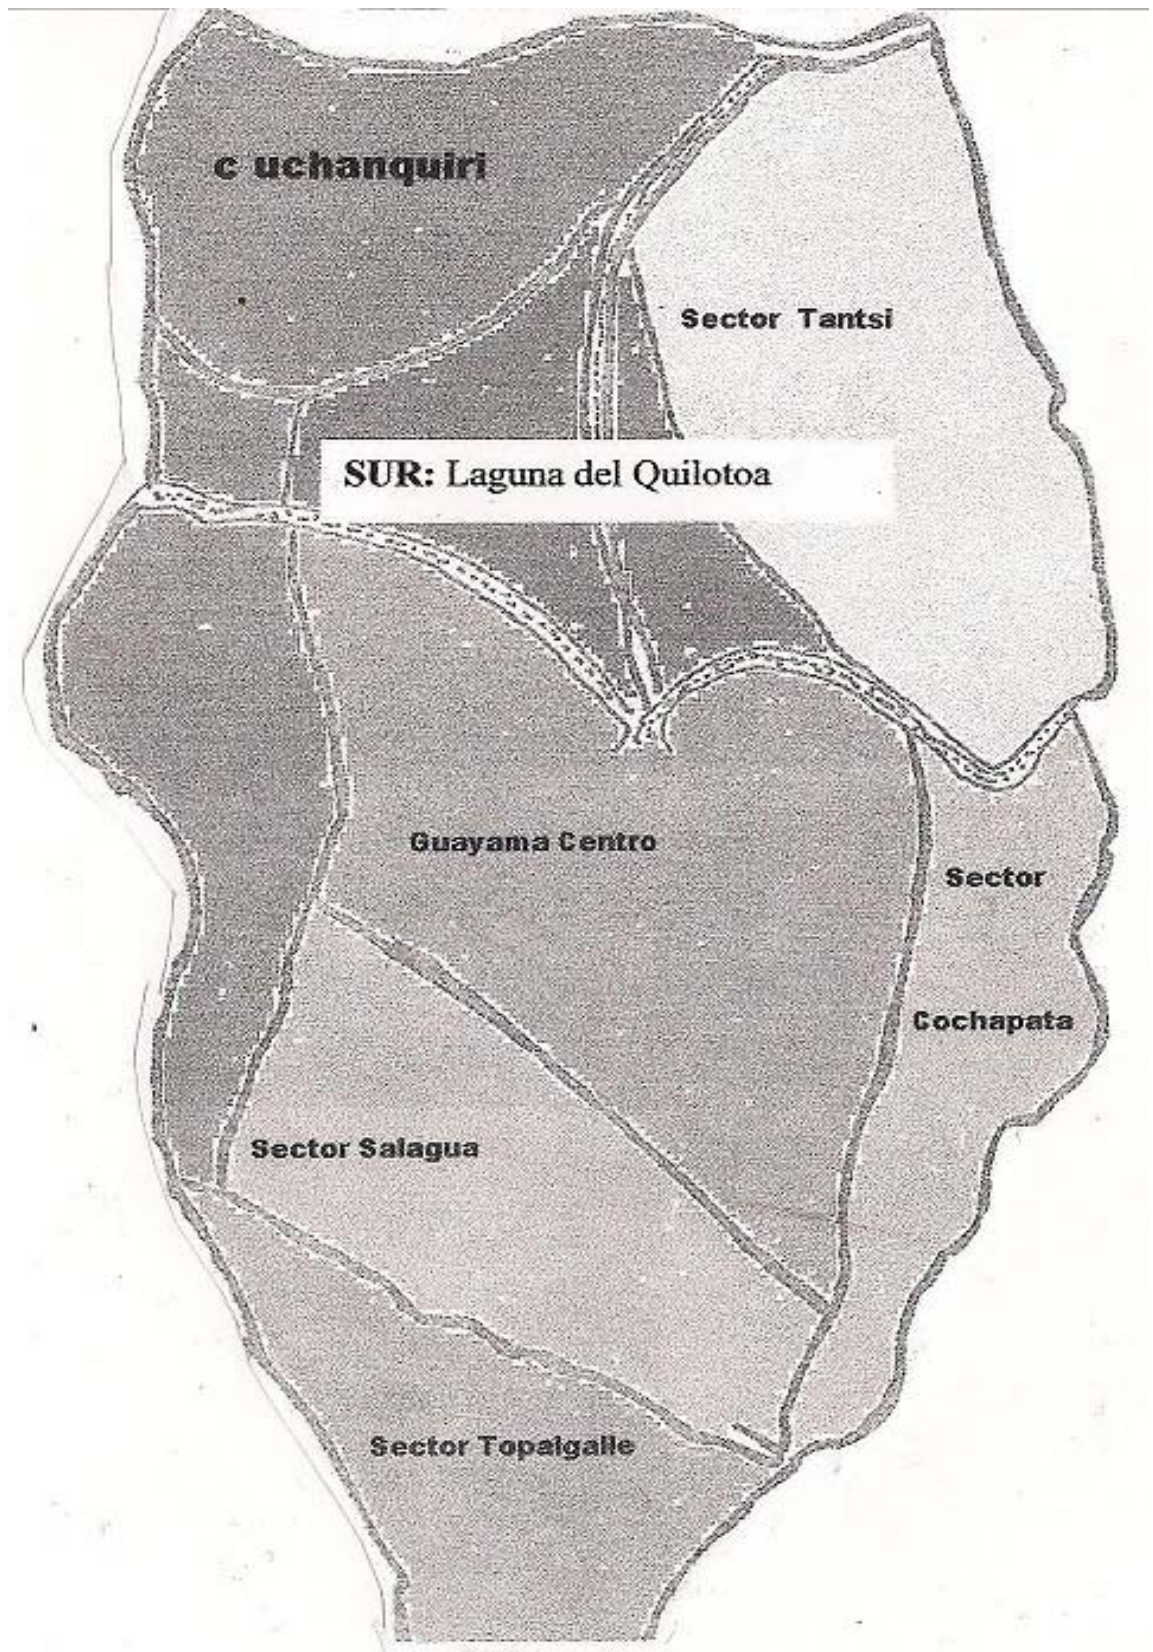 c uchanquiri
Sector Tantsi
SUR: Laguna del Quilotoa
Guayama Centro
Sector
Cochapata
Sector Salagua
Sector Topalgalle